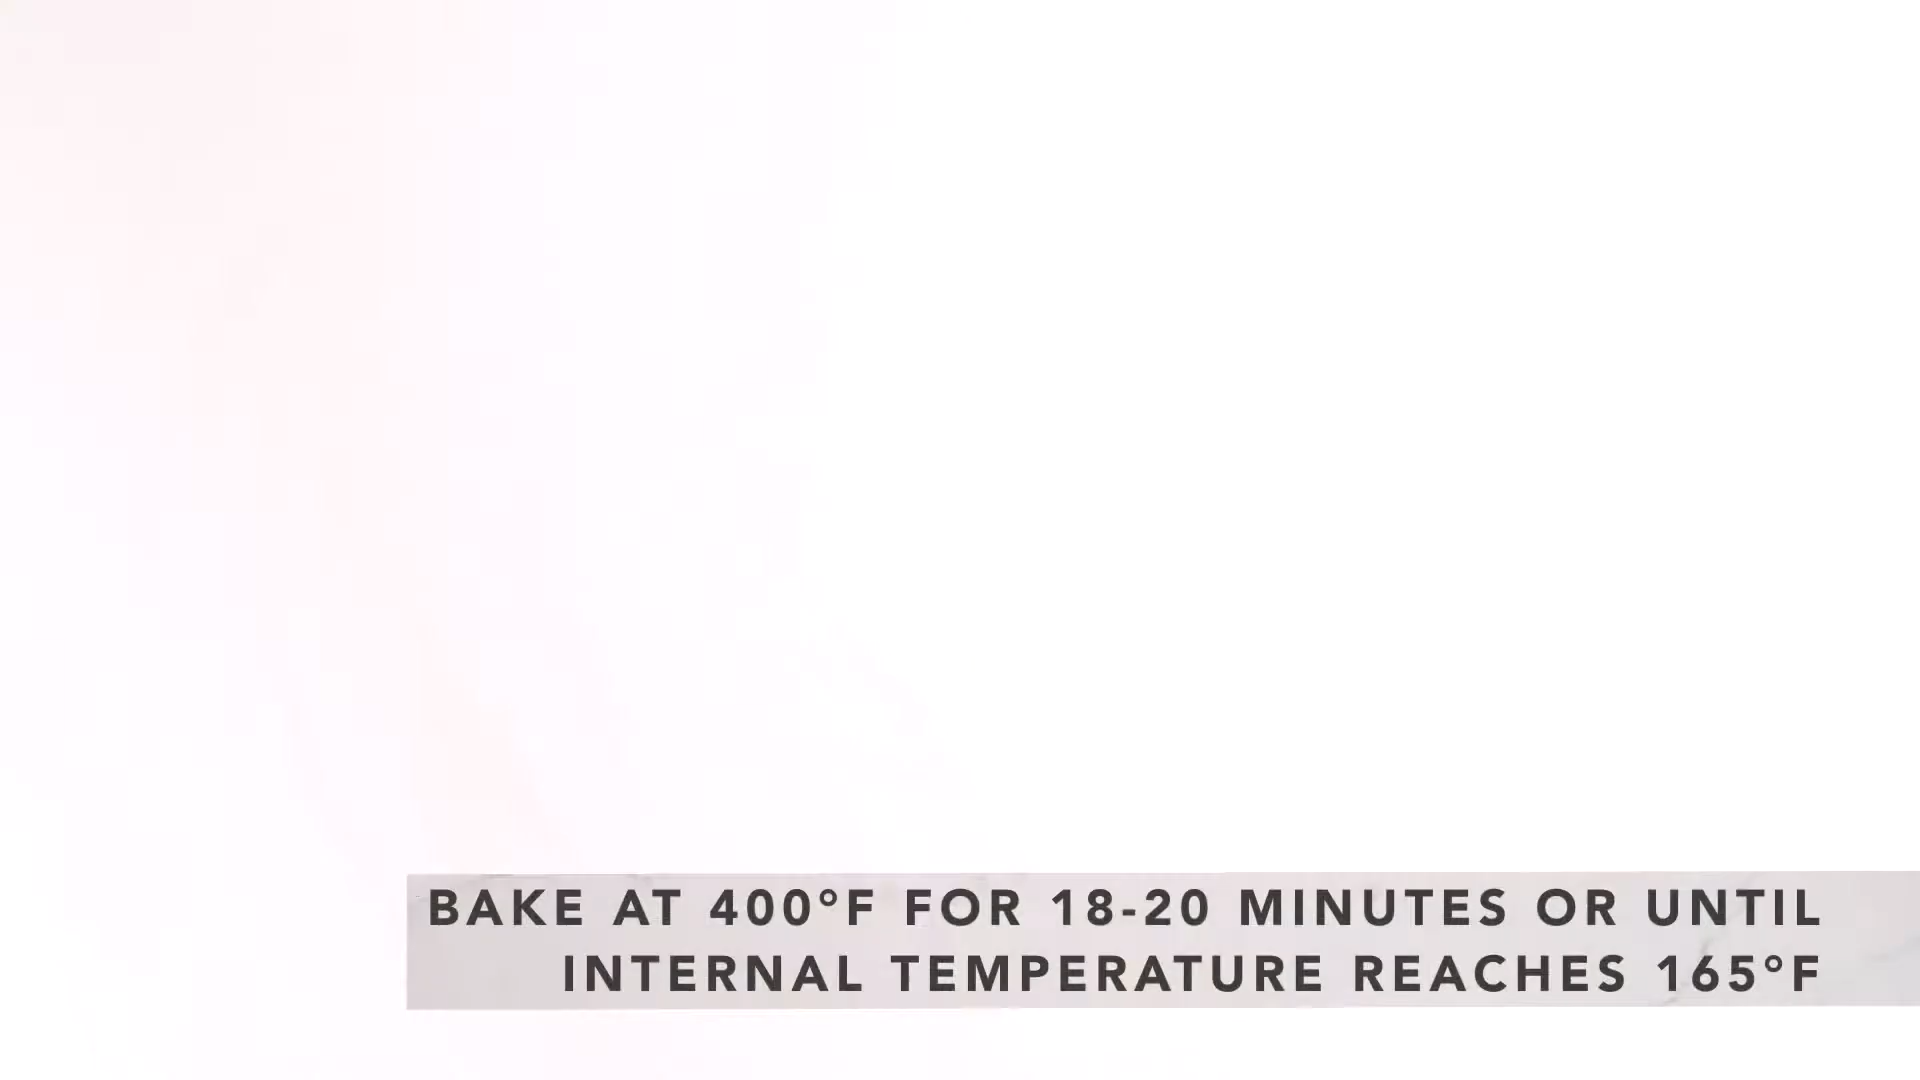 BAKE AT 400°F FOR 18-20 MINUTES OR UNTIL
INTERNAL TEMPERATURE REACHES 165°F